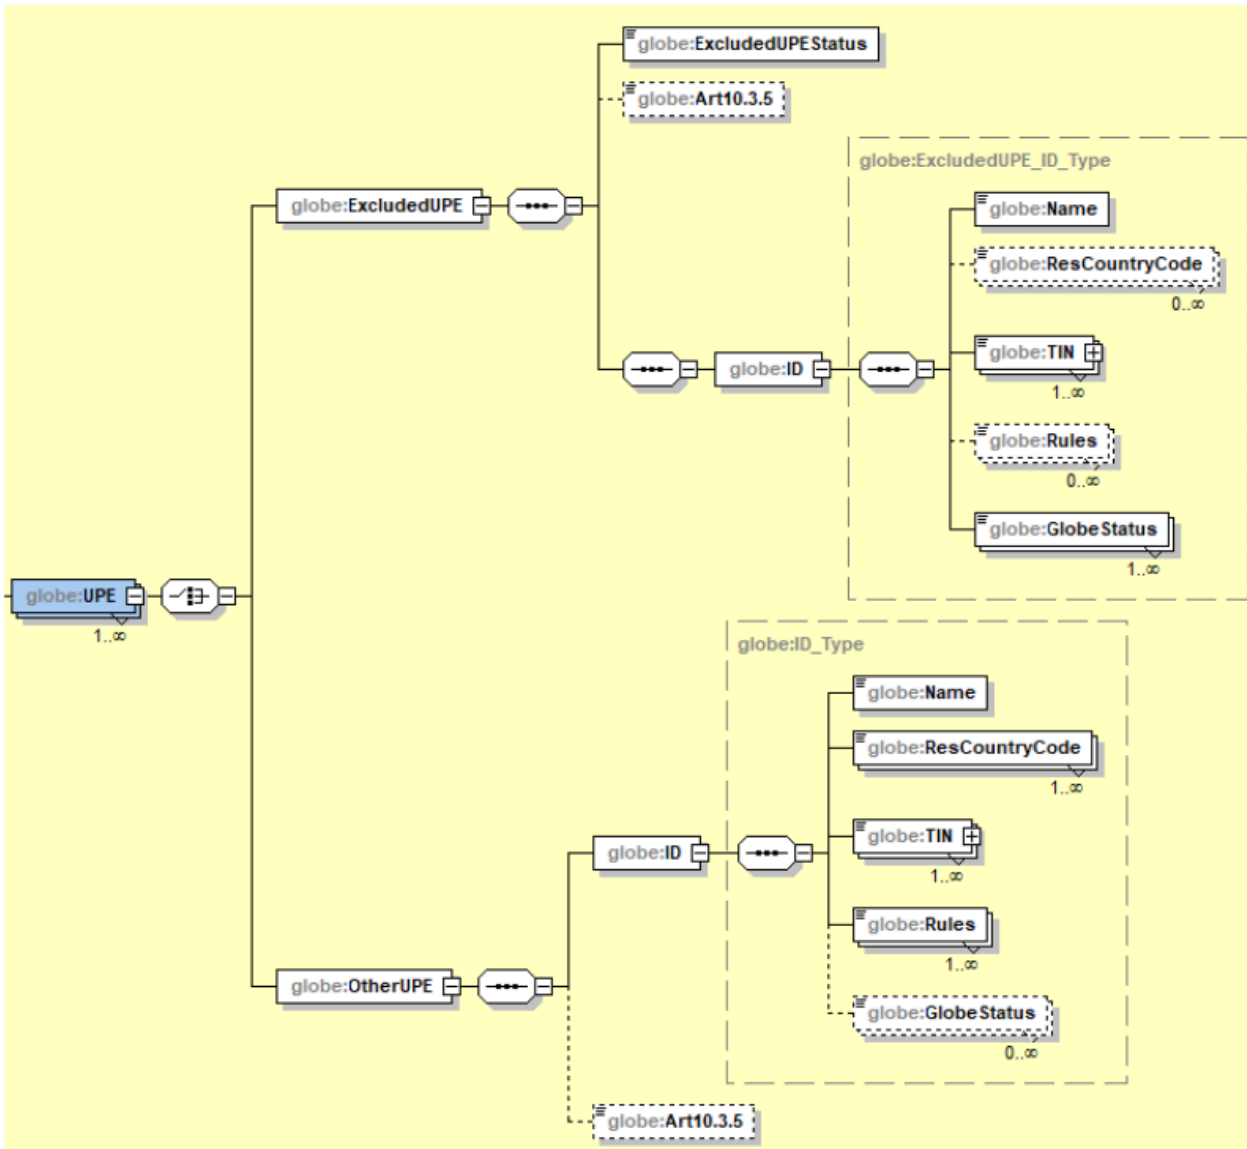 globe:ExcludedUPEStatus
globe:Art10.3.5
globe:ExcludedUPE_ID_Type
globe:ExcludedUPE
globe:Name
globe:ResCountryCode
0..∞
globe:TIN
1..∞
globe:ID
globe:Rules
0..∞
globe:GlobeStatus
1..∞
globe:UPE
1..∞
globe:ID_Type
globe:Name
globe:ResCountryCode
1..∞
globe:TIN
1..∞
globe:ID
globe:Rules
1..∞
globe:OtherUPE
globe:GlobeStatus
0..∞
globe:Art10.3.5